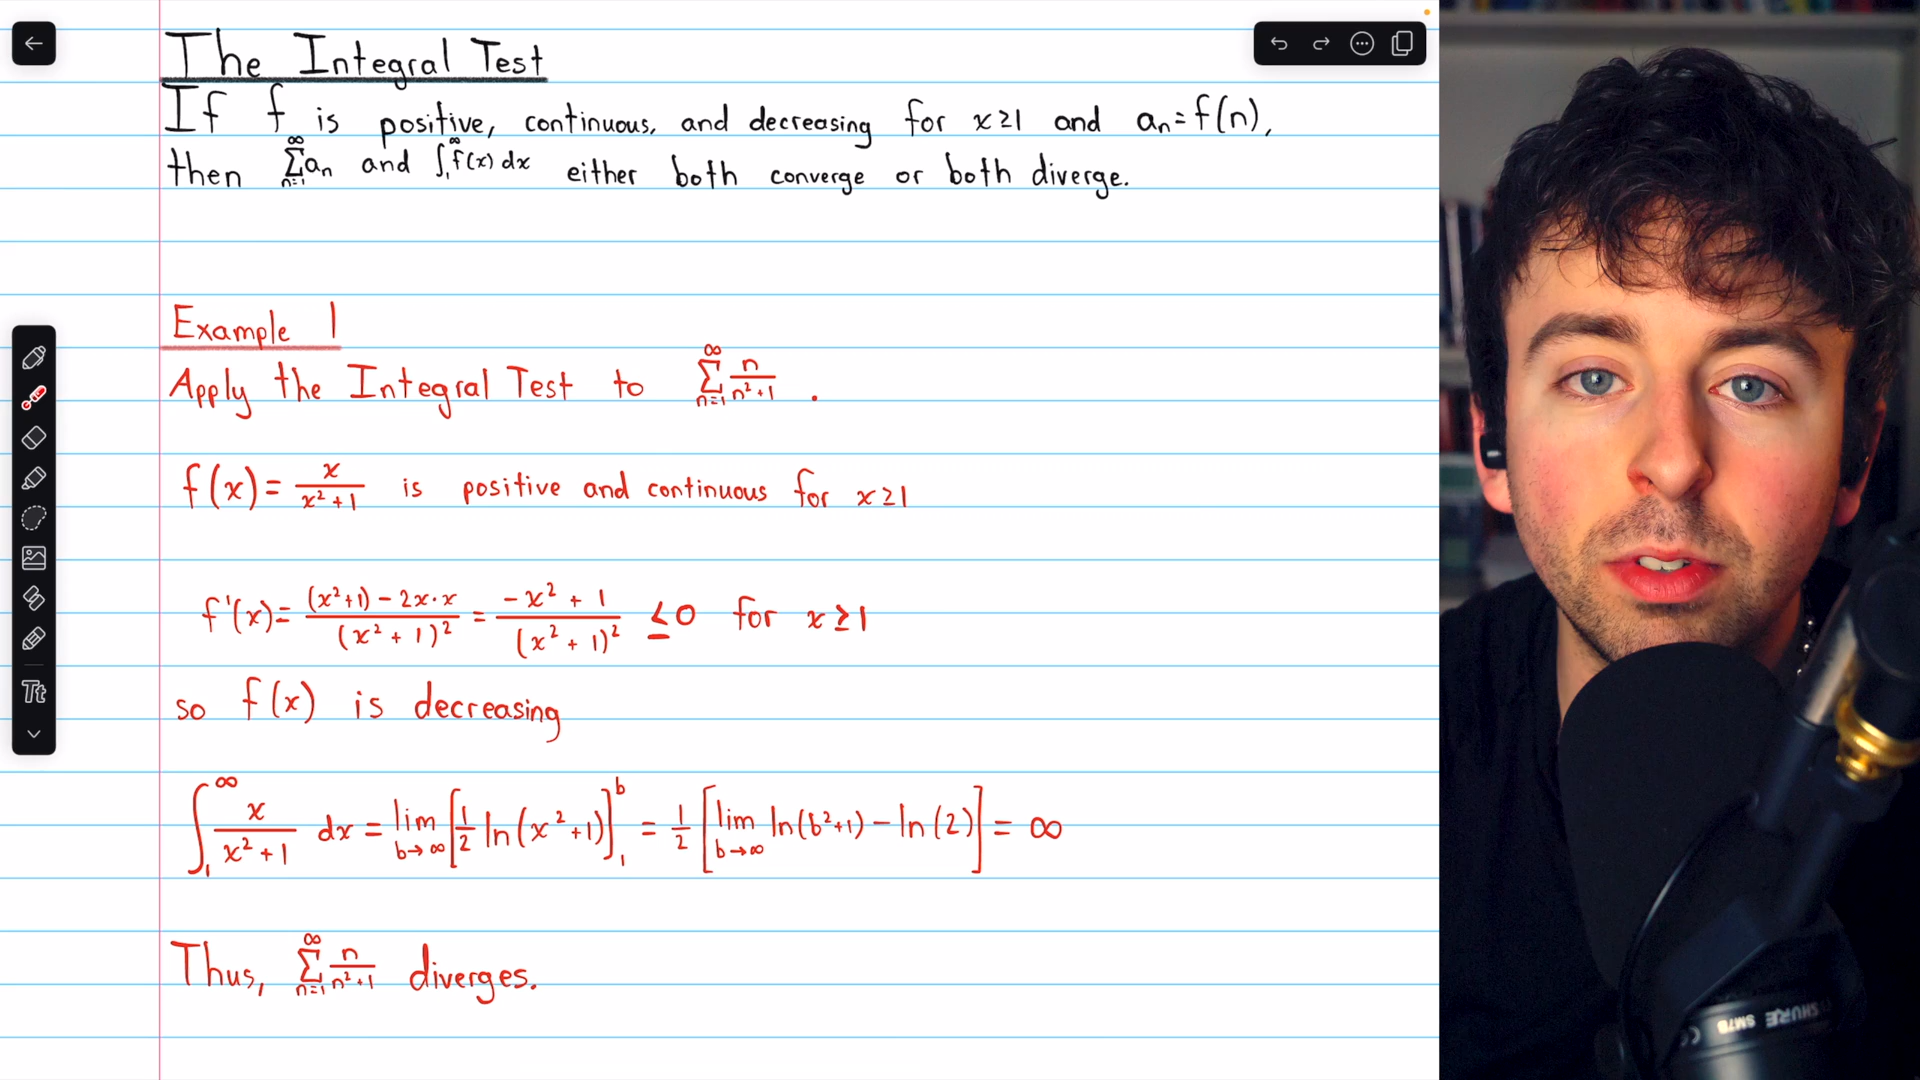 The Integral Test
If f is positive, continuous, and decreasing for x≥1 and aₙ=f(n),
then ∑_{n=1}^{∞} aₙ and ∫_1^∞ f(x) dx either both converge or both diverge.
Example 1
Apply the Integral Test to ∑_{n=1}^{∞} n/(n²+1) .
f(x)= x/(x²+1) is positive and continuous for x≥1
f'(x)= ((x²+1)-2x·x)/(x²+1)² = (-x²+1)/(x²+1)² ≤0 for x≥1
so f(x) is decreasing
∫_1^∞ x/(x²+1) dx = lim_{b→∞} [1/2 ln(x²+1)]_1^b = 1/2 [lim_{b→∞} ln(b²+1) - ln(2)] = ∞
Thus, ∑_{n=1}^{∞} n/(n²+1) diverges.
Tt
SHURE SM7B